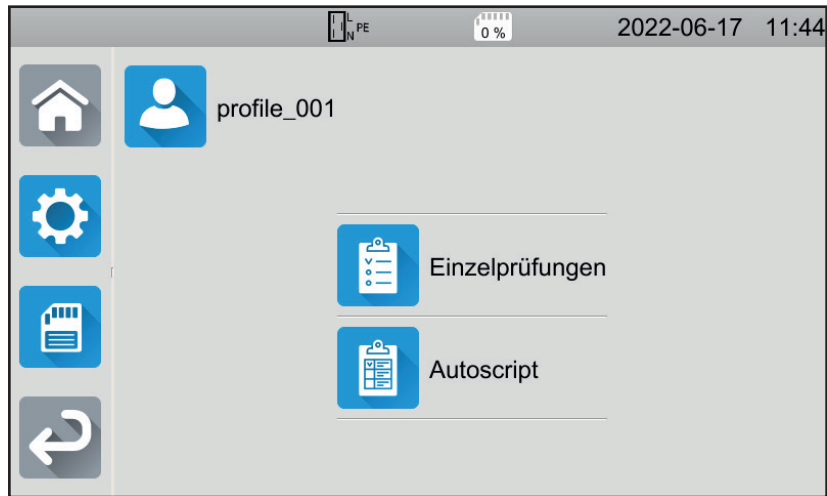 L
N PE
0 %
2022-06-17 11:44
profile_001
Einzelprüfungen
Autoscript